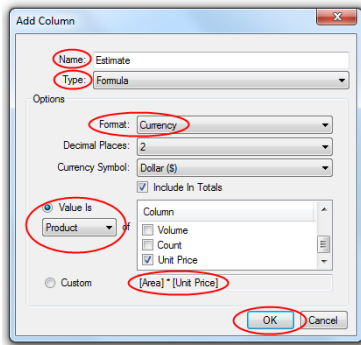 Add Column
Name: Estimate
Type: Formula
Options
Format: Currency
Decimal Places: 2
Currency Symbol: Dollar ($)
Include In Totals
Value Is
Product of
Column
Volume
Count
Unit Price
Custom [Area] * [Unit Price]
OK Cancel